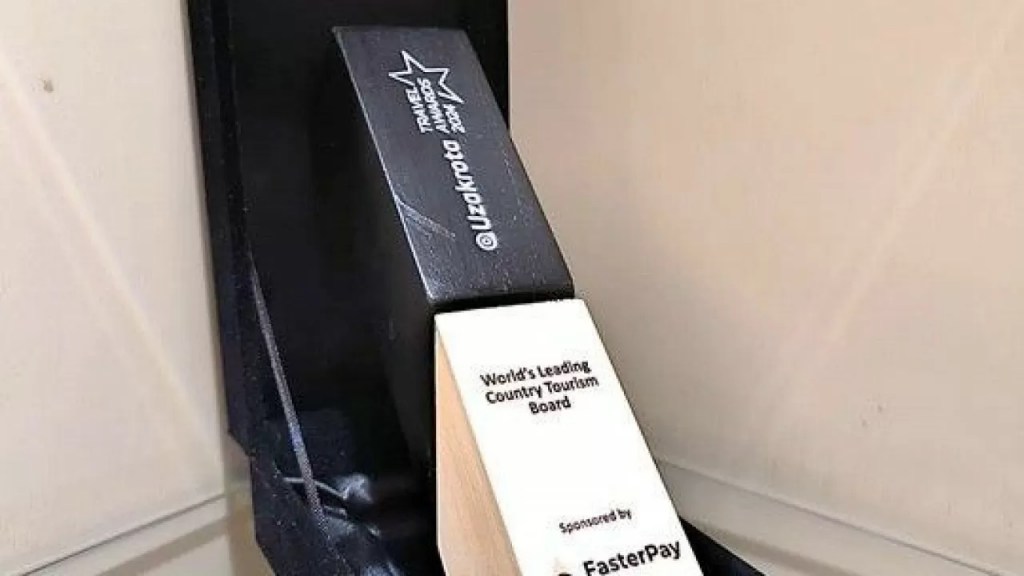 TRAVEL
AWARDS
2024
Uzakrota
World's Leading
Country Tourism
Board
Sponsored by
FasterPay